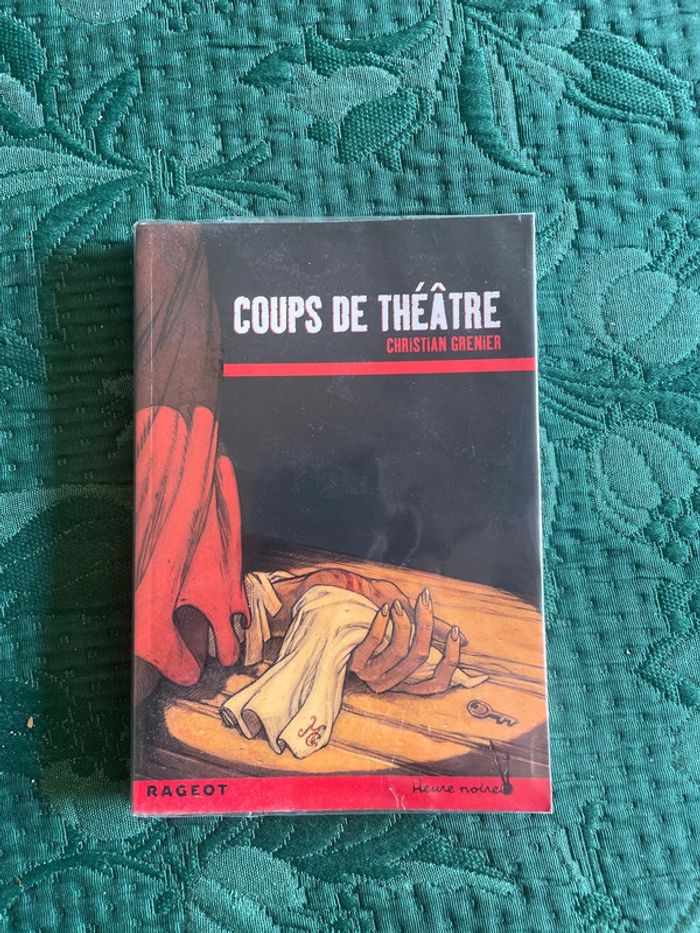 COUPS DE THÉÂTRE
CHRiSTiAN GRENiER
RAGEOT
Heure noire